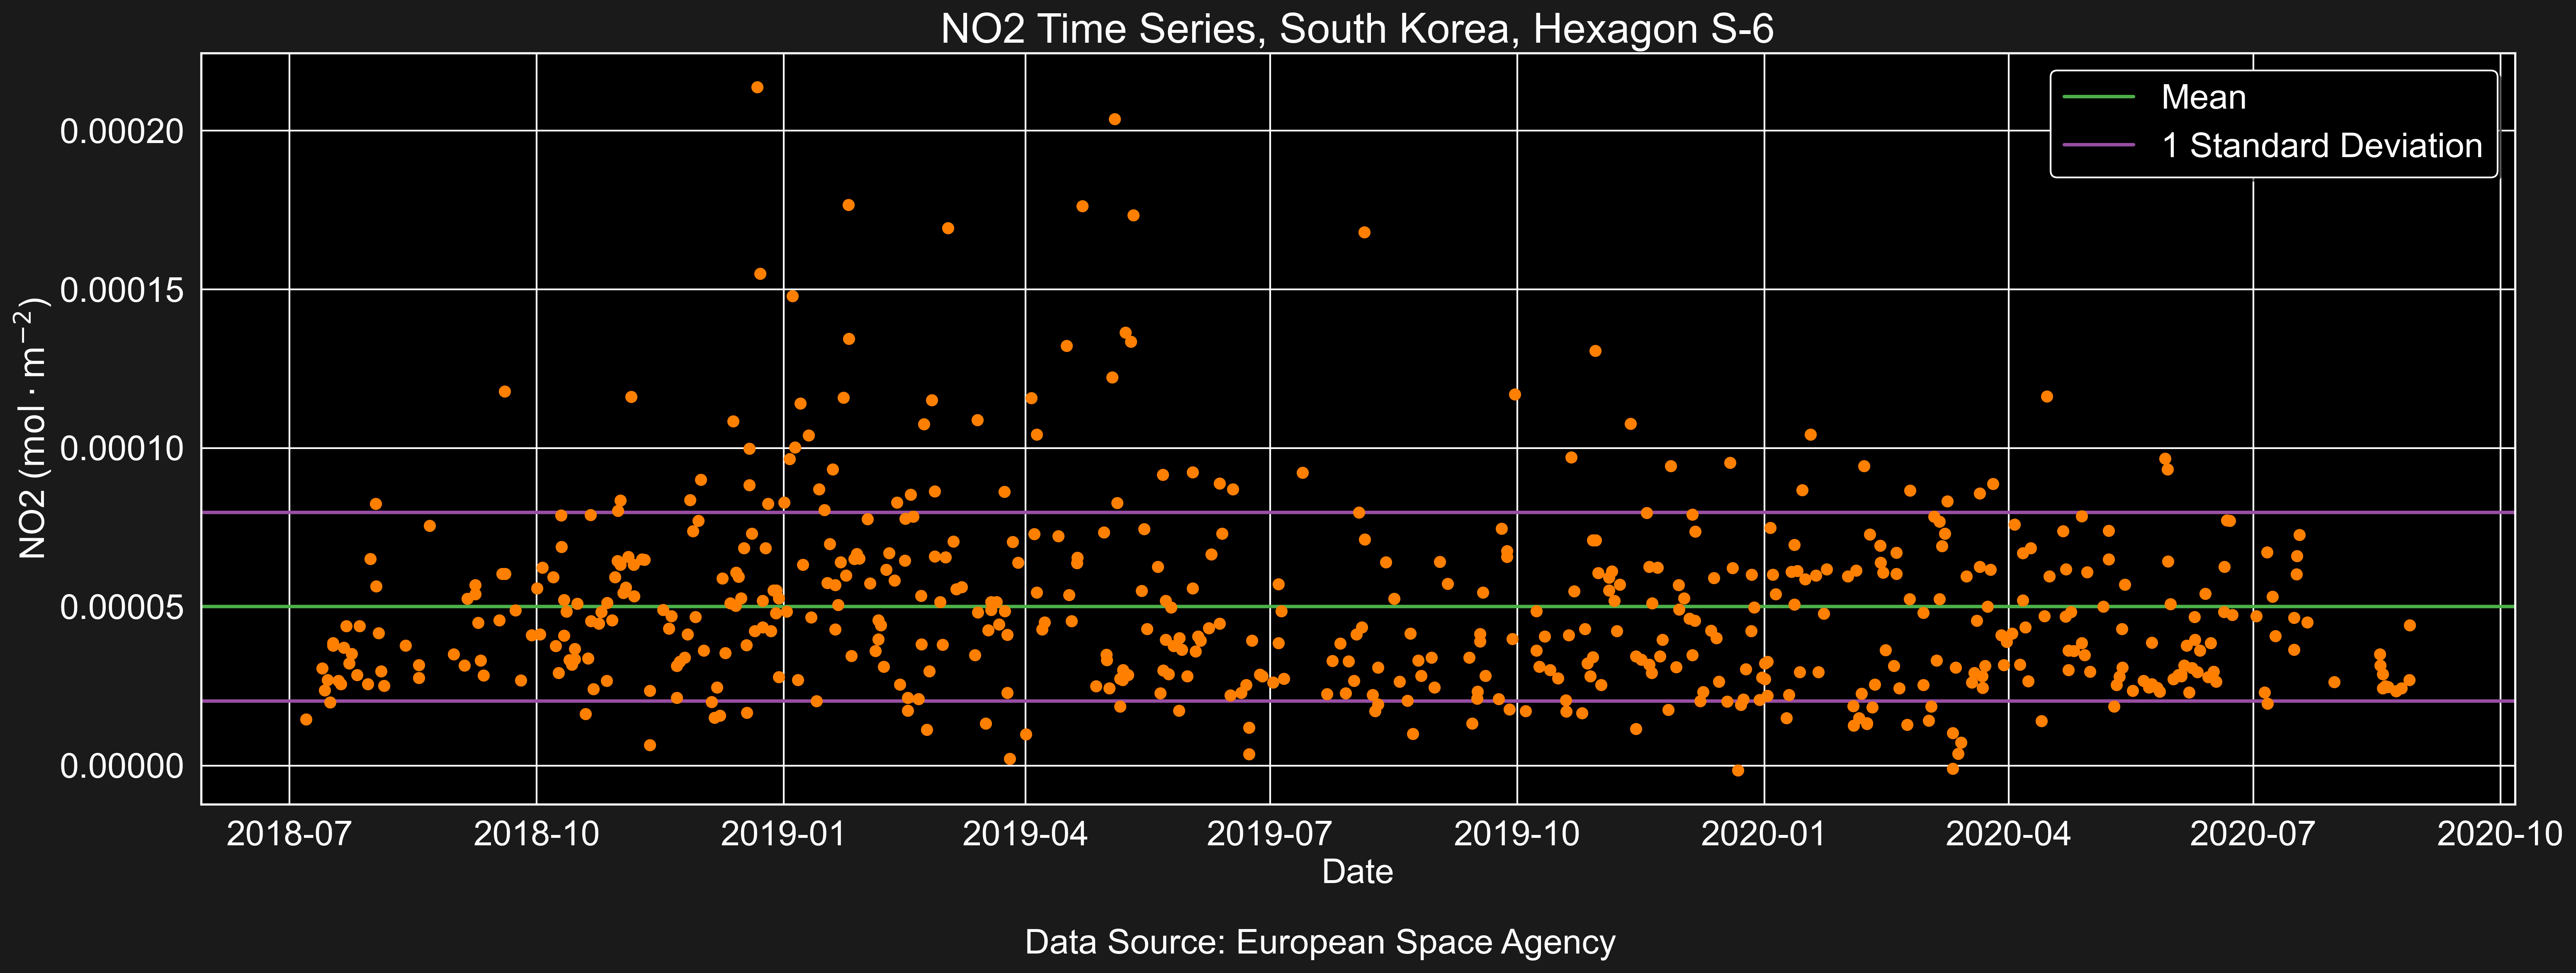 NO2 Time Series, South Korea, Hexagon S-6
Mean
1 Standard Deviation
0.00020
0.00015
0.00010
0.00005
0.00000
NO2 (mol · m⁻²)
2018-07 2018-10 2019-01 2019-04 2019-07 2019-10 2020-01 2020-04 2020-07 2020-10
Date
Data Source: European Space Agency